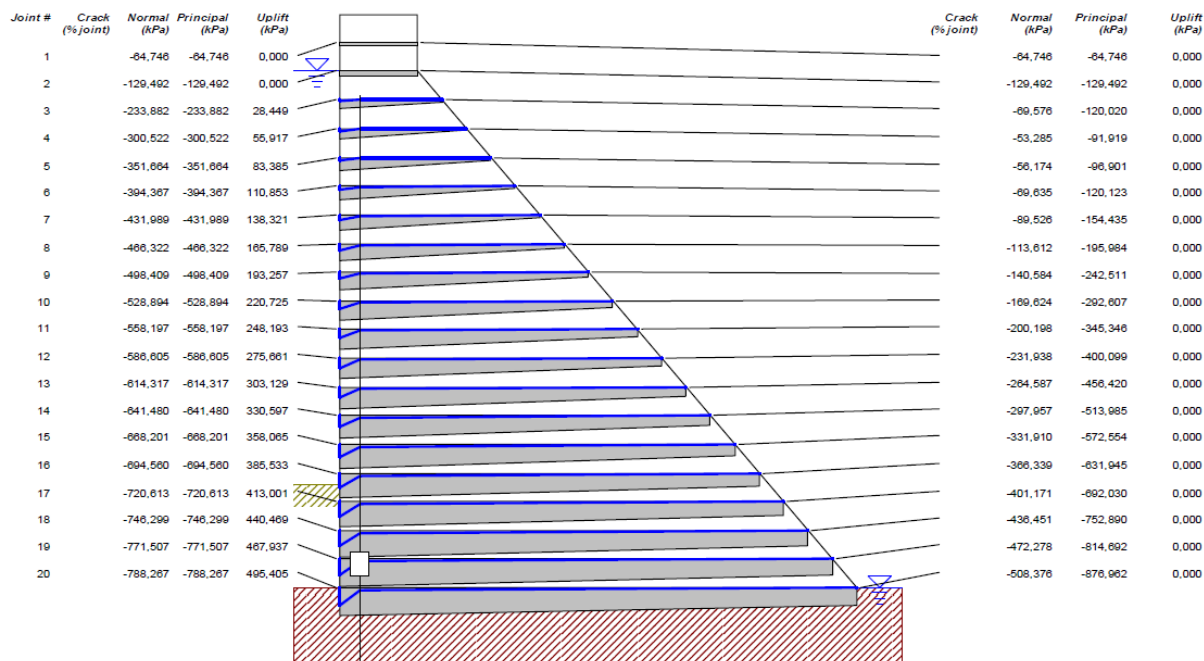 Joint # Crack (% joint) Normal (kPa) Principal (kPa) Uplift (kPa) Crack (% joint) Normal (kPa) Principal (kPa) Uplift (kPa)
1 -64,746 -64,746 0,000 -64,746 -64,746 0,000
2 -129,492 -129,492 0,000 -129,492 -129,492 0,000
3 -233,882 -233,882 28,449 -69,576 -120,020 0,000
4 -300,522 -300,522 55,917 -53,285 -91,919 0,000
5 -351,664 -351,664 83,385 -56,174 -96,901 0,000
6 -394,367 -394,367 110,853 -69,635 -120,123 0,000
7 -431,989 -431,989 138,321 -89,526 -154,435 0,000
8 -466,322 -466,322 165,789 -113,612 -195,984 0,000
9 -498,409 -498,409 193,257 -140,584 -242,511 0,000
10 -528,894 -528,894 220,725 -169,624 -292,607 0,000
11 -558,197 -558,197 248,193 -200,198 -345,346 0,000
12 -586,605 -586,605 275,661 -231,938 -400,099 0,000
13 -614,317 -614,317 303,129 -264,587 -456,420 0,000
14 -641,480 -641,480 330,597 -297,957 -513,985 0,000
15 -668,201 -668,201 358,065 -331,910 -572,554 0,000
16 -694,560 -694,560 385,533 -366,339 -631,945 0,000
17 -720,613 -720,613 413,001 -401,171 -692,030 0,000
18 -746,299 -746,299 440,469 -436,451 -752,890 0,000
19 -771,507 -771,507 467,937 -472,278 -814,692 0,000
20 -788,267 -788,267 495,405 -508,376 -876,962 0,000